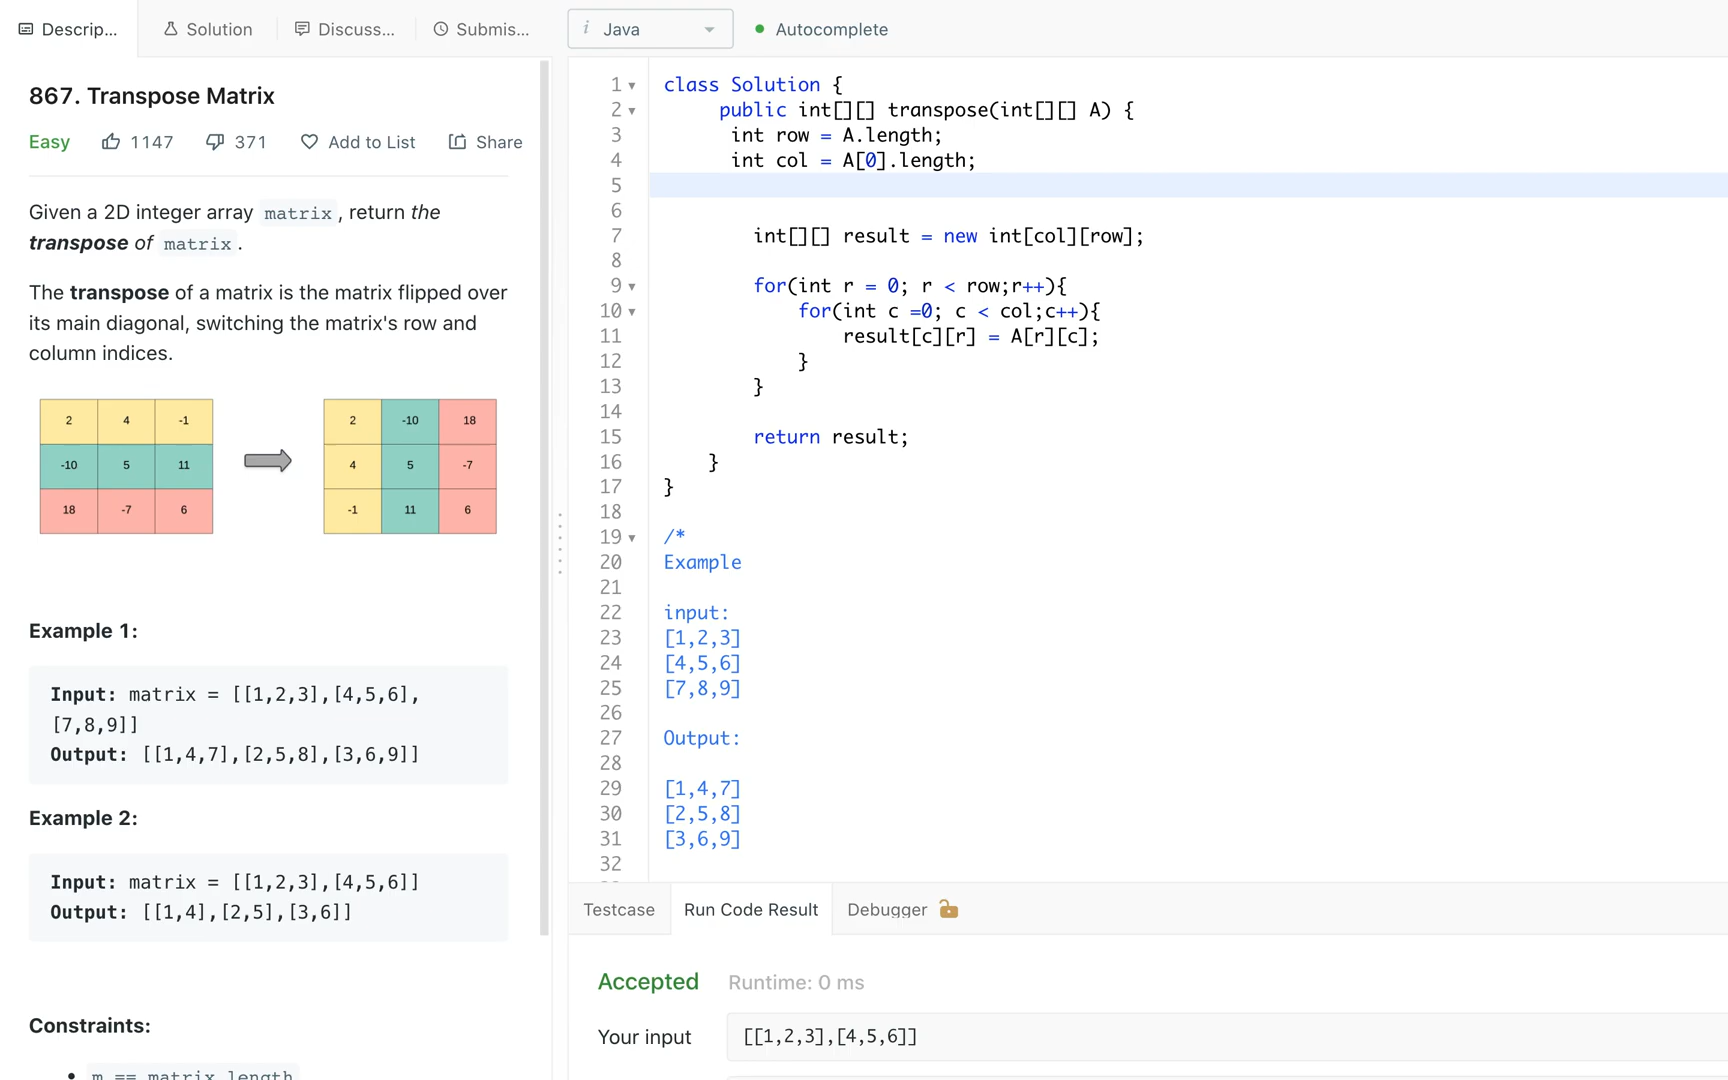 Descrip...
Solution
Discuss...
Submis...
i Java
Autocomplete
867. Transpose Matrix
Easy 1147 371 Add to List Share
Given a 2D integer array matrix, return the
transpose of matrix.
The transpose of a matrix is the matrix flipped over
its main diagonal, switching the matrix's row and
column indices.
2 4 -1
-10 5 11
18 -7 6
2 -10 18
4 5 -7
-1 11 6
Example 1:
Input: matrix = [[1,2,3],[4,5,6],
[7,8,9]]
Output: [[1,4,7],[2,5,8],[3,6,9]]
Example 2:
Input: matrix = [[1,2,3],[4,5,6]]
Output: [[1,4],[2,5],[3,6]]
Constraints:
• m == matrix.length
1 class Solution {
2 public int[][] transpose(int[][] A) {
3 int row = A.length;
4 int col = A[0].length;
5
6
7 int[][] result = new int[col][row];
8
9 for(int r = 0; r < row;r++){
10 for(int c =0; c < col;c++){
11 result[c][r] = A[r][c];
12 }
13 }
14
15 return result;
16 }
17 }
18
19 /*
20 Example
21
22 input:
23 [1,2,3]
24 [4,5,6]
25 [7,8,9]
26
27 Output:
28
29 [1,4,7]
30 [2,5,8]
31 [3,6,9]
32
Testcase
Run Code Result
Debugger
Accepted Runtime: 0 ms
Your input [[1,2,3],[4,5,6]]